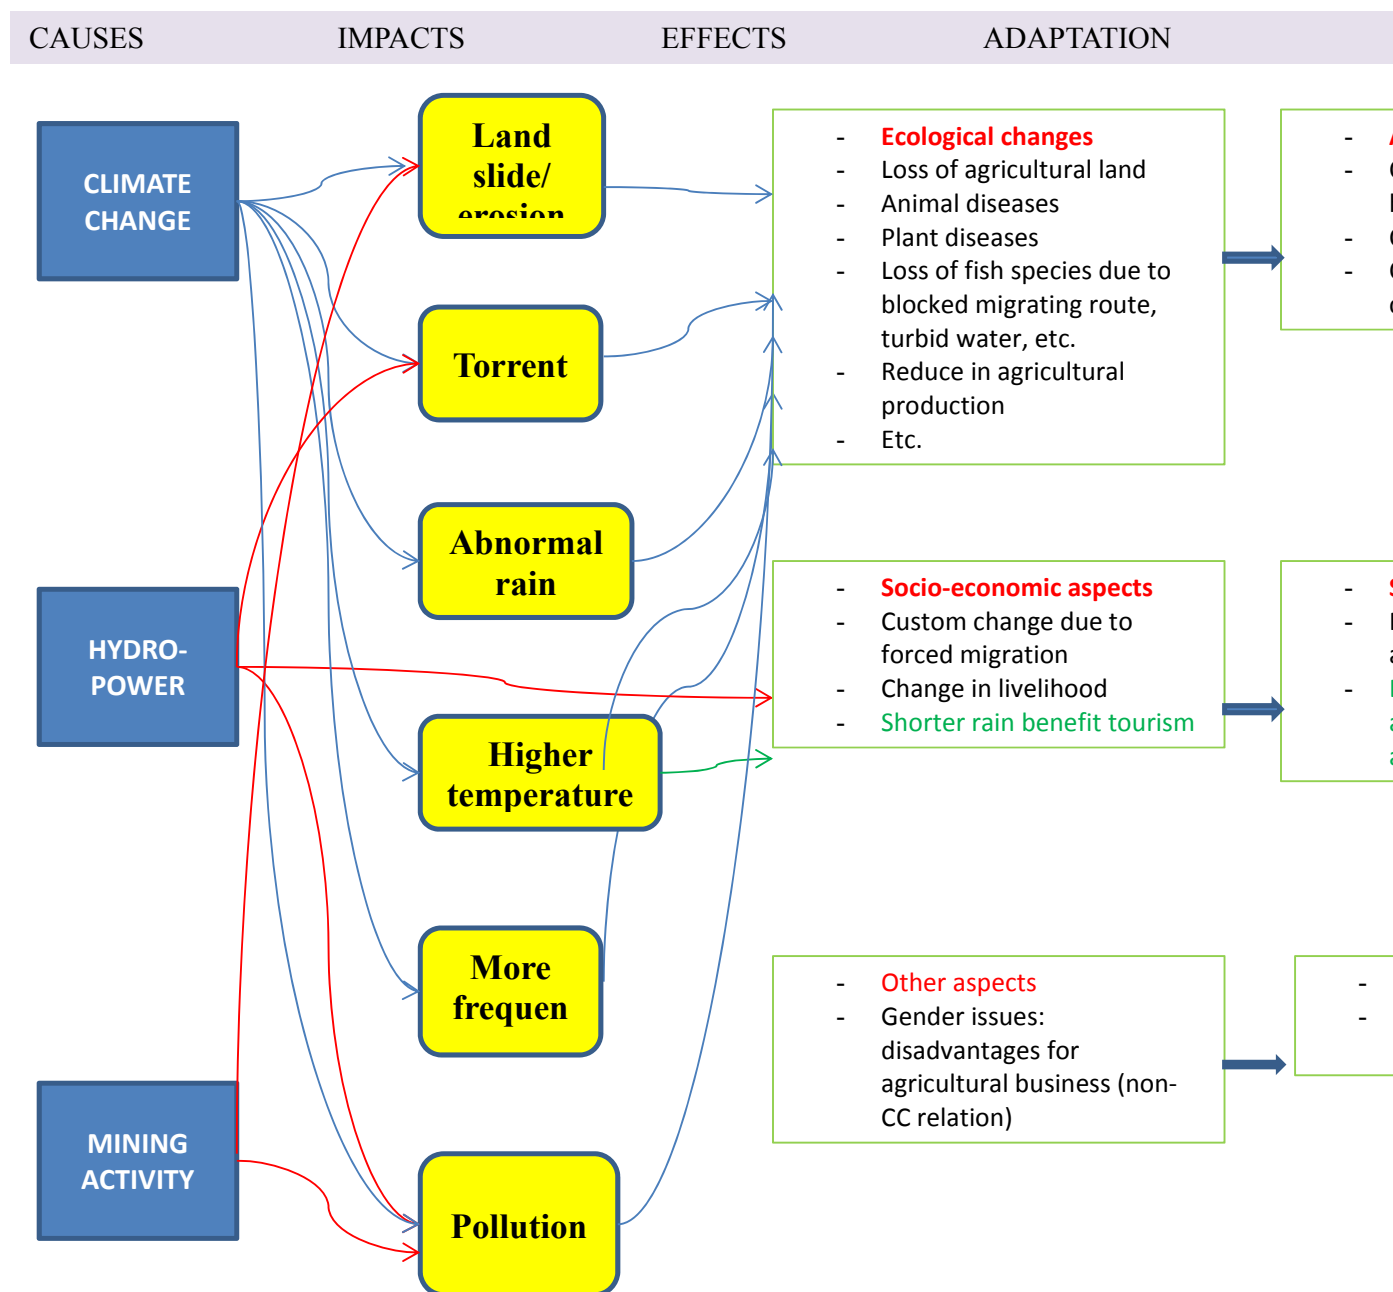 CAUSES IMPACTS EFFECTS ADAPTATION
CLIMATE
CHANGE
HYDRO-
POWER
MINING
ACTIVITY
Land
slide/
erosion
Torrent
Abnormal
rain
Higher
temperature
More
frequen
Pollution
- Ecological changes
- Loss of agricultural land
- Animal diseases
- Plant diseases
- Loss of fish species due to
blocked migrating route,
turbid water, etc.
- Reduce in agricultural
production
- Etc.
- Socio-economic aspects
- Custom change due to
forced migration
- Change in livelihood
- Shorter rain benefit tourism
- Other aspects
- Gender issues:
disadvantages for
agricultural business (non-
CC relation)